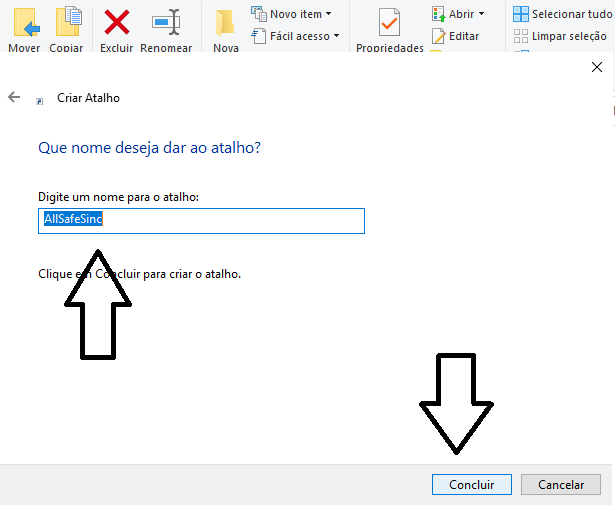 Mover
Copiar
Excluir
Renomear
Nova
Novo item
Fácil acesso
Propriedades
Abrir
Editar
Selecionar tudo
Limpar seleção
Criar Atalho
Que nome deseja dar ao atalho?
Digite um nome para o atalho:
AllSafeSinc
Clique em Concluir para criar o atalho.
Concluir
Cancelar